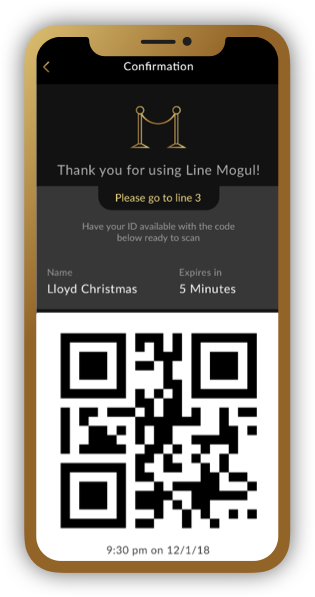 Confirmation
Thank you for using Line Mogul!
Please go to line 3
Have your ID available with the code
below ready to scan
Name
Expires in
Lloyd Christmas
5 Minutes
9:30 pm on 12/1/18